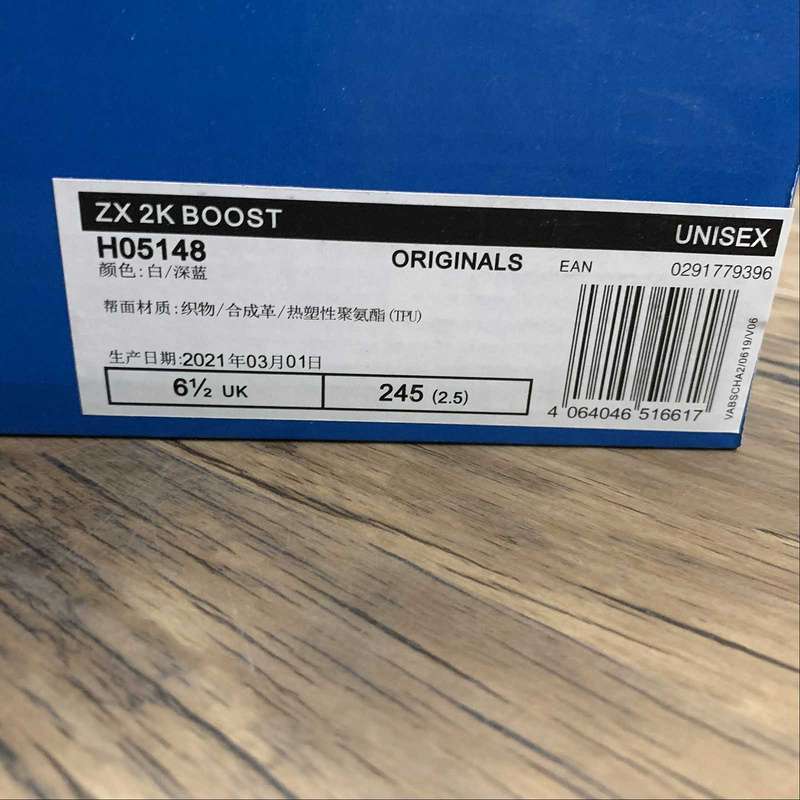 ZX 2K BOOST
UNISEX
H05148
ORIGINALS
EAN
0291779396
颜色:白/深蓝
帮面材质:织物/合成革/热塑性聚氨酯(TPU)
生产日期:2021年03月01日
6½ UK
245 (2.5)
4 064046 516617
VABSCHA2/0619/V06